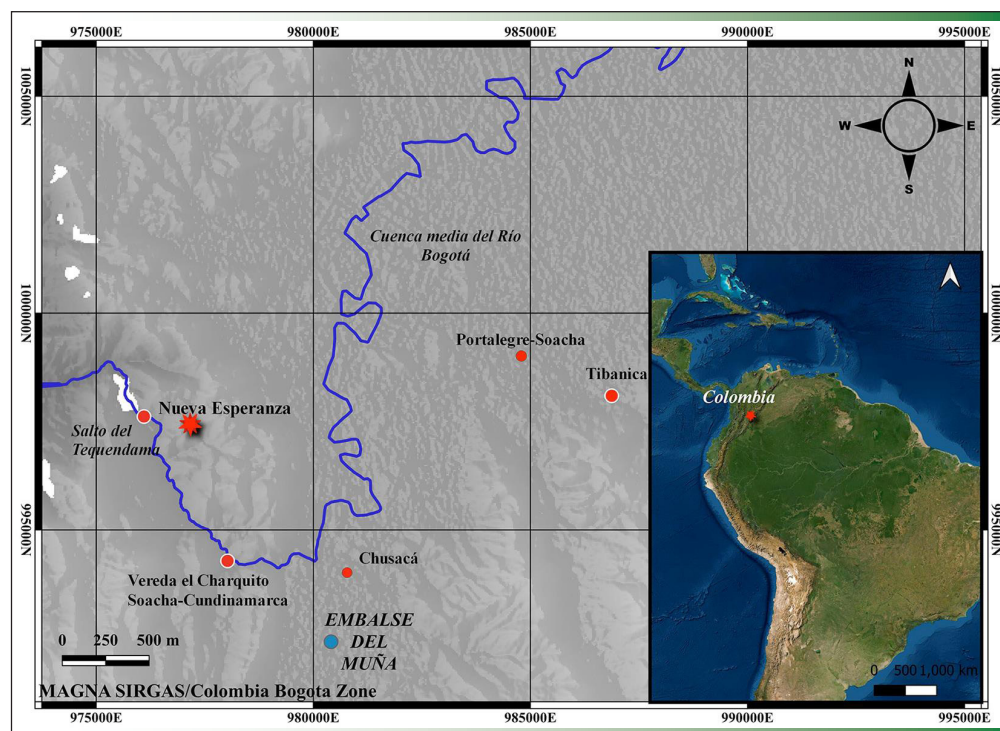 975000E 980000E 985000E 990000E 995000E
1005000N 1005000N
N
W E
S
Cuenca media del Río
Bogotá
1000000N 1000000N
Portalegre-Soacha
Tibanica
Colombia
Nueva Esperanza
Salto del
Tequendama
995000N 995000N
Chusacá
Vereda el Charquito
Soacha-Cundinamarca
EMBALSE
DEL
MUÑA
0 250 500 m
0 500 1,000 km
MAGNA SIRGAS/Colombia Bogota Zone
975000E 980000E 985000E 990000E 995000E